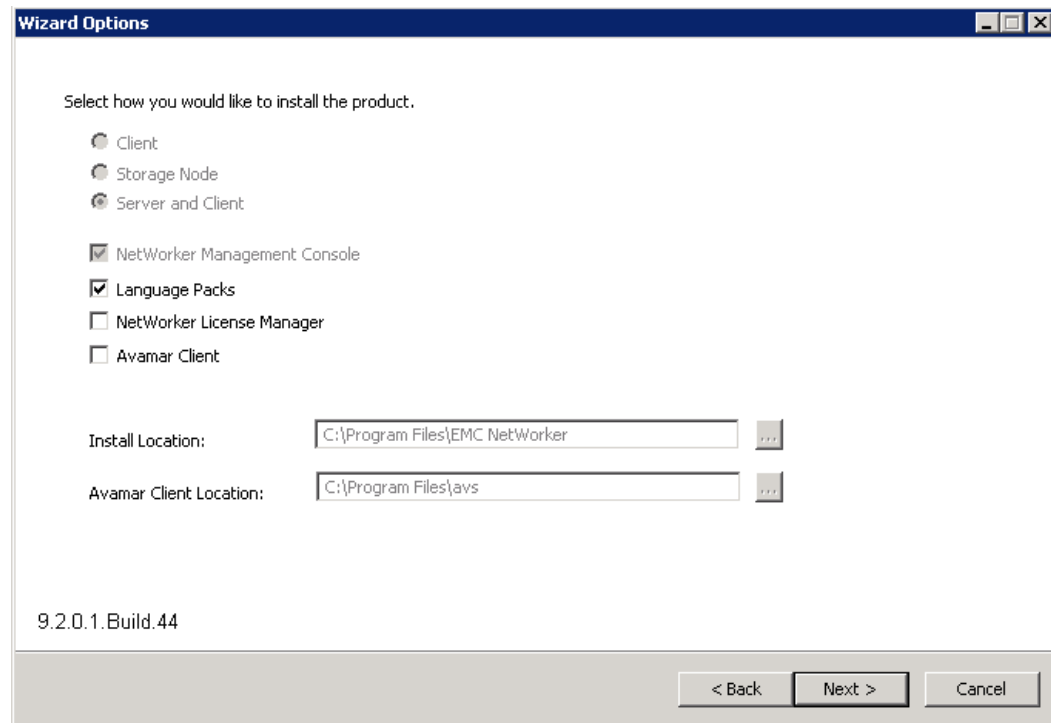 Wizard Options
Select how you would like to install the product.
Client
Storage Node
Server and Client
NetWorker Management Console
Language Packs
NetWorker License Manager
Avamar Client
Install Location: C:\Program Files\EMC NetWorker ...
Avamar Client Location: C:\Program Files\avs ...
9.2.0.1.Build.44
< Back Next > Cancel